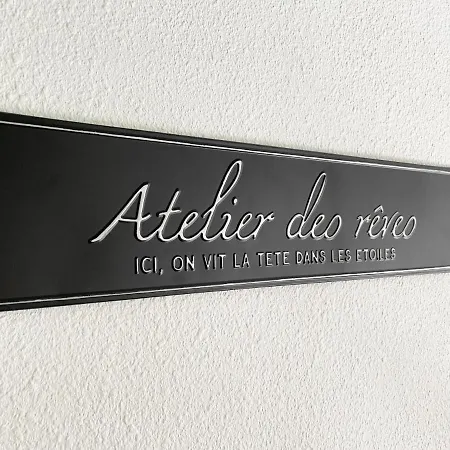 Atelier des rêves
ICI, ON VIT LA TETE DANS LES ETOILES